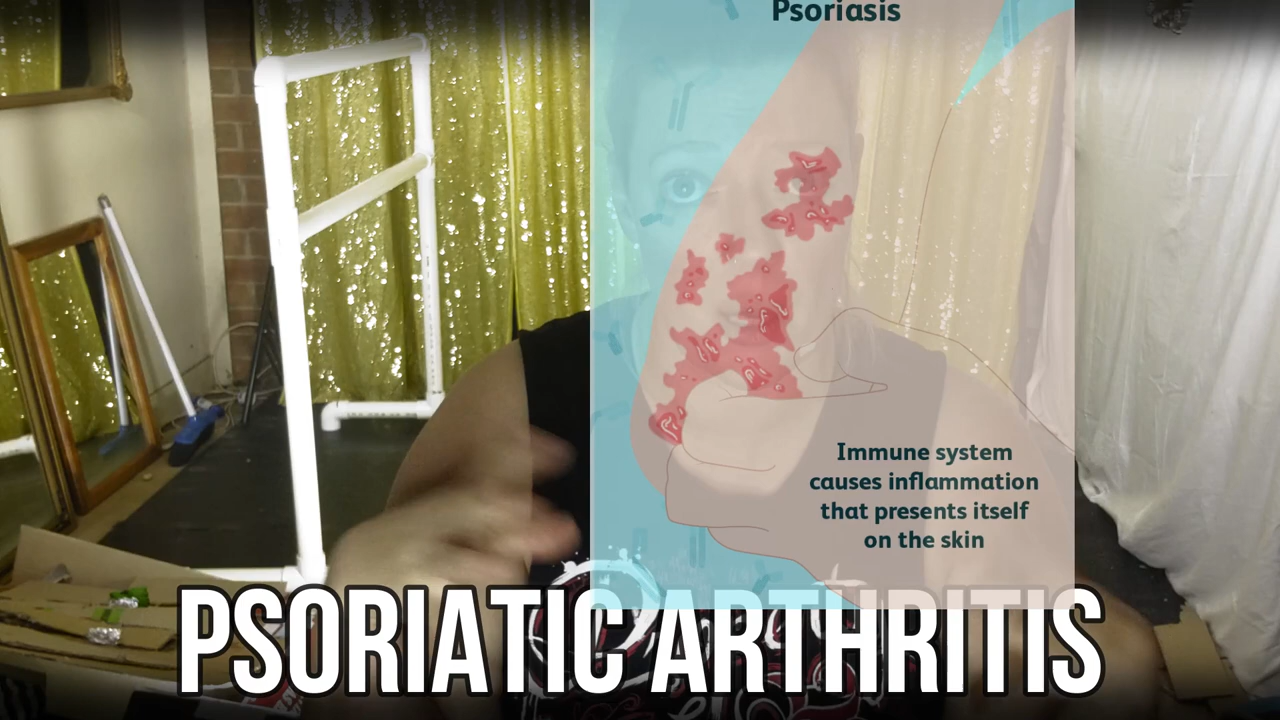 Psoriasis
Immune system
causes inflammation
that presents itself
on the skin
PSORIATIC ARTHRITIS